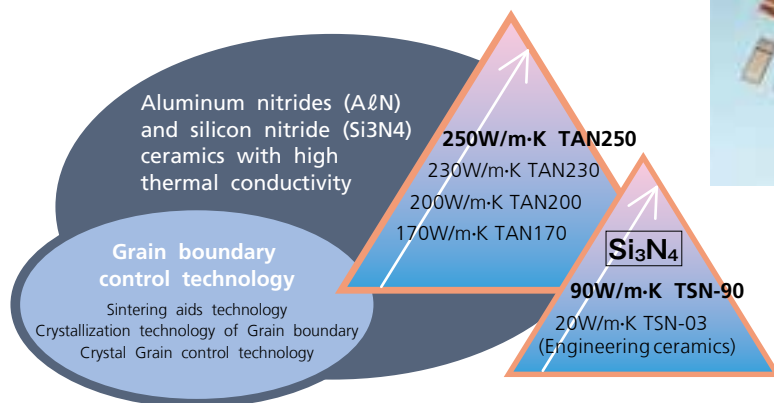 Aluminum nitrides (AℓN)
and silicon nitride (Si3N4)
ceramics with high
thermal conductivity
250W/m·K TAN250
230W/m·K TAN230
200W/m·K TAN200
170W/m·K TAN170
Si₃N₄
90W/m·K TSN-90
20W/m·K TSN-03
(Engineering ceramics)
Grain boundary
control technology
Sintering aids technology
Crystallization technology of Grain boundary
Crystal Grain control technology